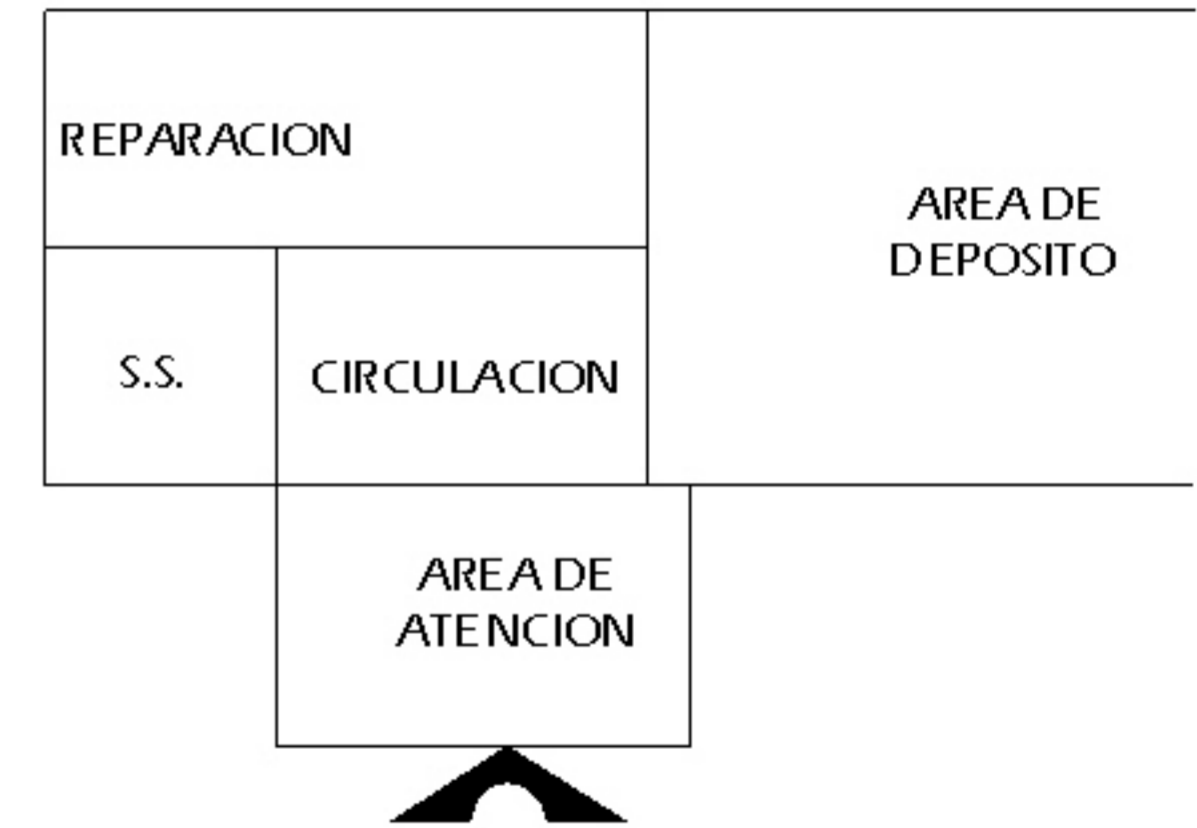 REPARACION
AREA DE
DEPOSITO
S.S.
CIRCULACION
AREA DE
ATENCION